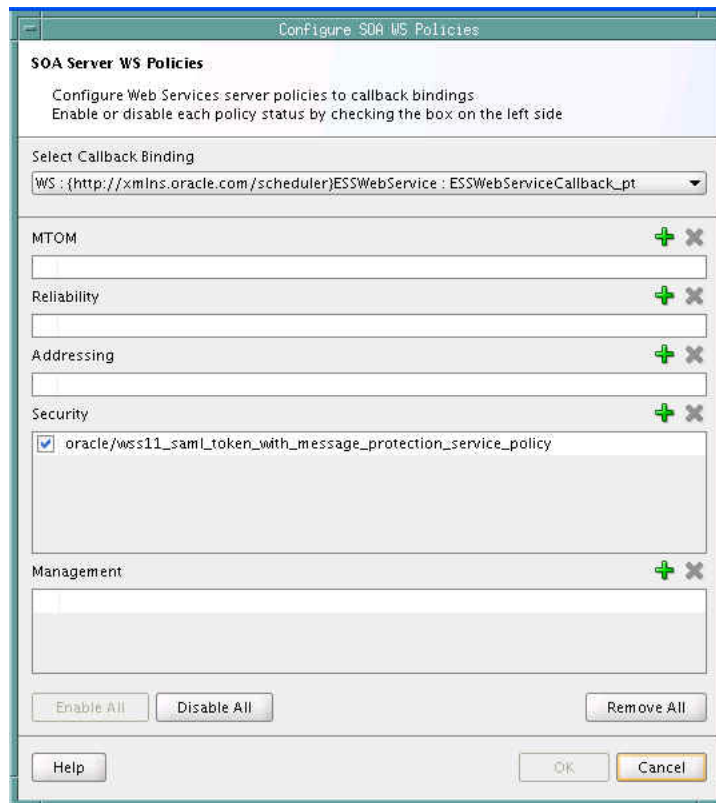 Configure SOA WS Policies
SOA Server WS Policies
Configure Web Services server policies to callback bindings
Enable or disable each policy status by checking the box on the left side
Select Callback Binding
WS : {http://xmlns.oracle.com/scheduler}ESSWebService : ESSWebServiceCallback_pt
MTOM
Reliability
Addressing
Security
oracle/wss11_saml_token_with_message_protection_service_policy
Management
Enable All Disable All Remove All
Help OK Cancel